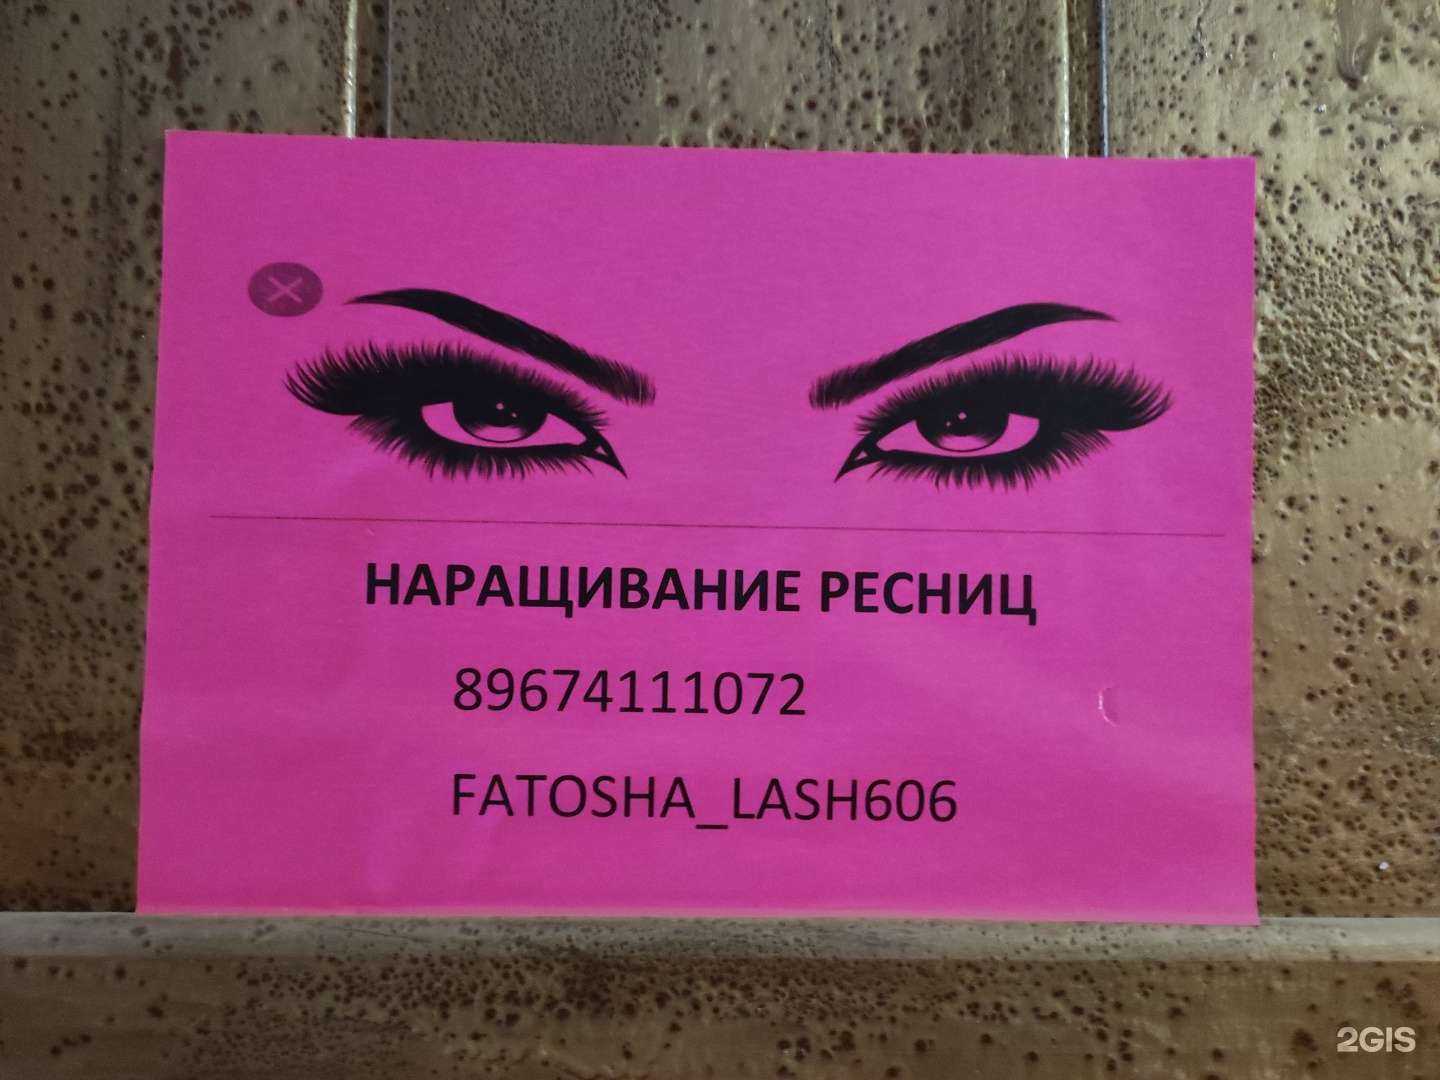 НАРАЩИВАНИЕ РЕСНИЦ
89674111072
FATOSHA_LASH606
2GIS